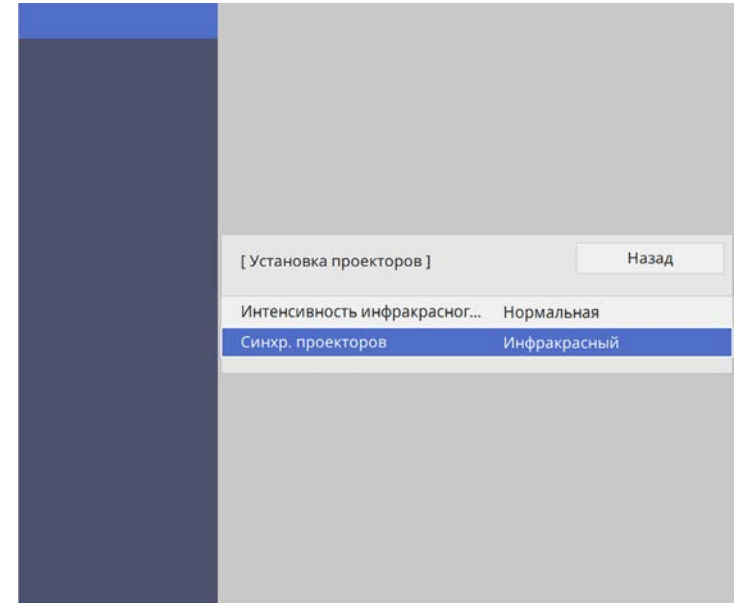 [ Установка проекторов ] Назад
Интенсивность инфракрасног... Нормальная
Синхр. проекторов Инфракрасный